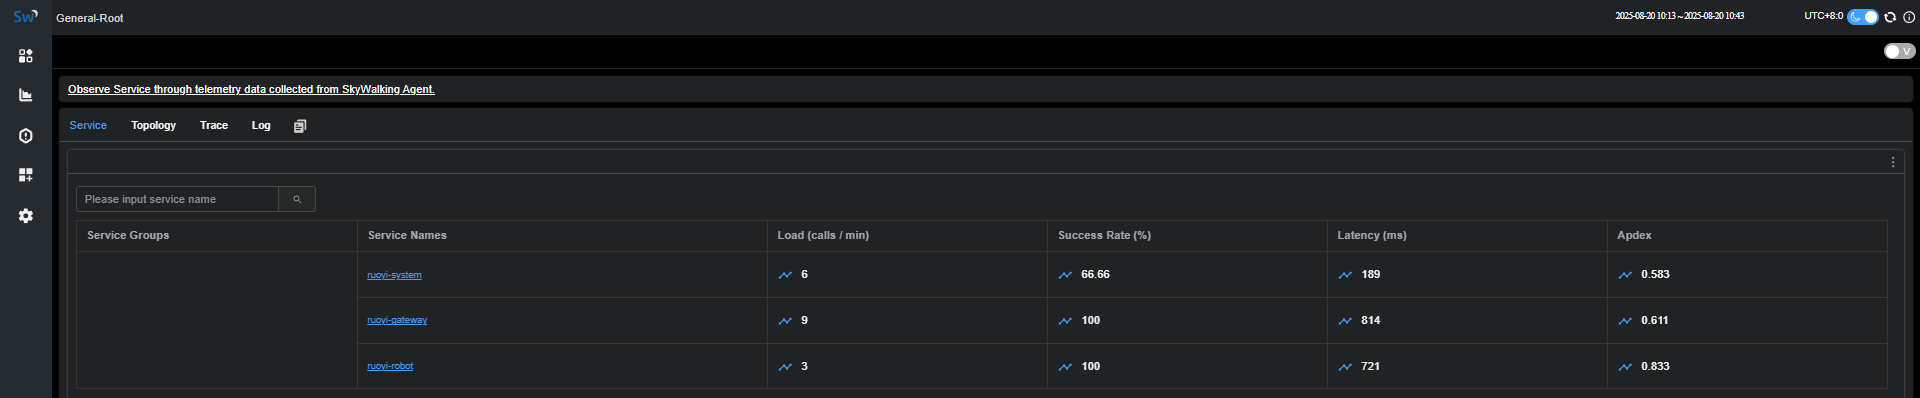 Sw
General-Root
2025-08-20 10:13 ~ 2025-08-20 10:43
UTC+8:0
V
Observe Service through telemetry data collected from SkyWalking Agent.
Service Topology Trace Log
Please input service name
Service Groups Service Names Load (calls / min) Success Rate (%) Latency (ms) Apdex
ruoyi-system 6 66.66 189 0.583
ruoyi-gateway 9 100 814 0.611
ruoyi-robot 3 100 721 0.833